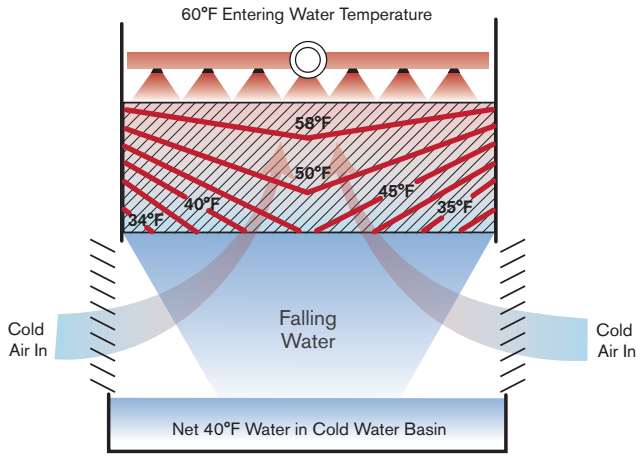 60°F Entering Water Temperature
58°F
50°F
45°F
40°F
35°F
34°F
Falling
Water
Cold
Air In
Cold
Air In
Net 40°F Water in Cold Water Basin